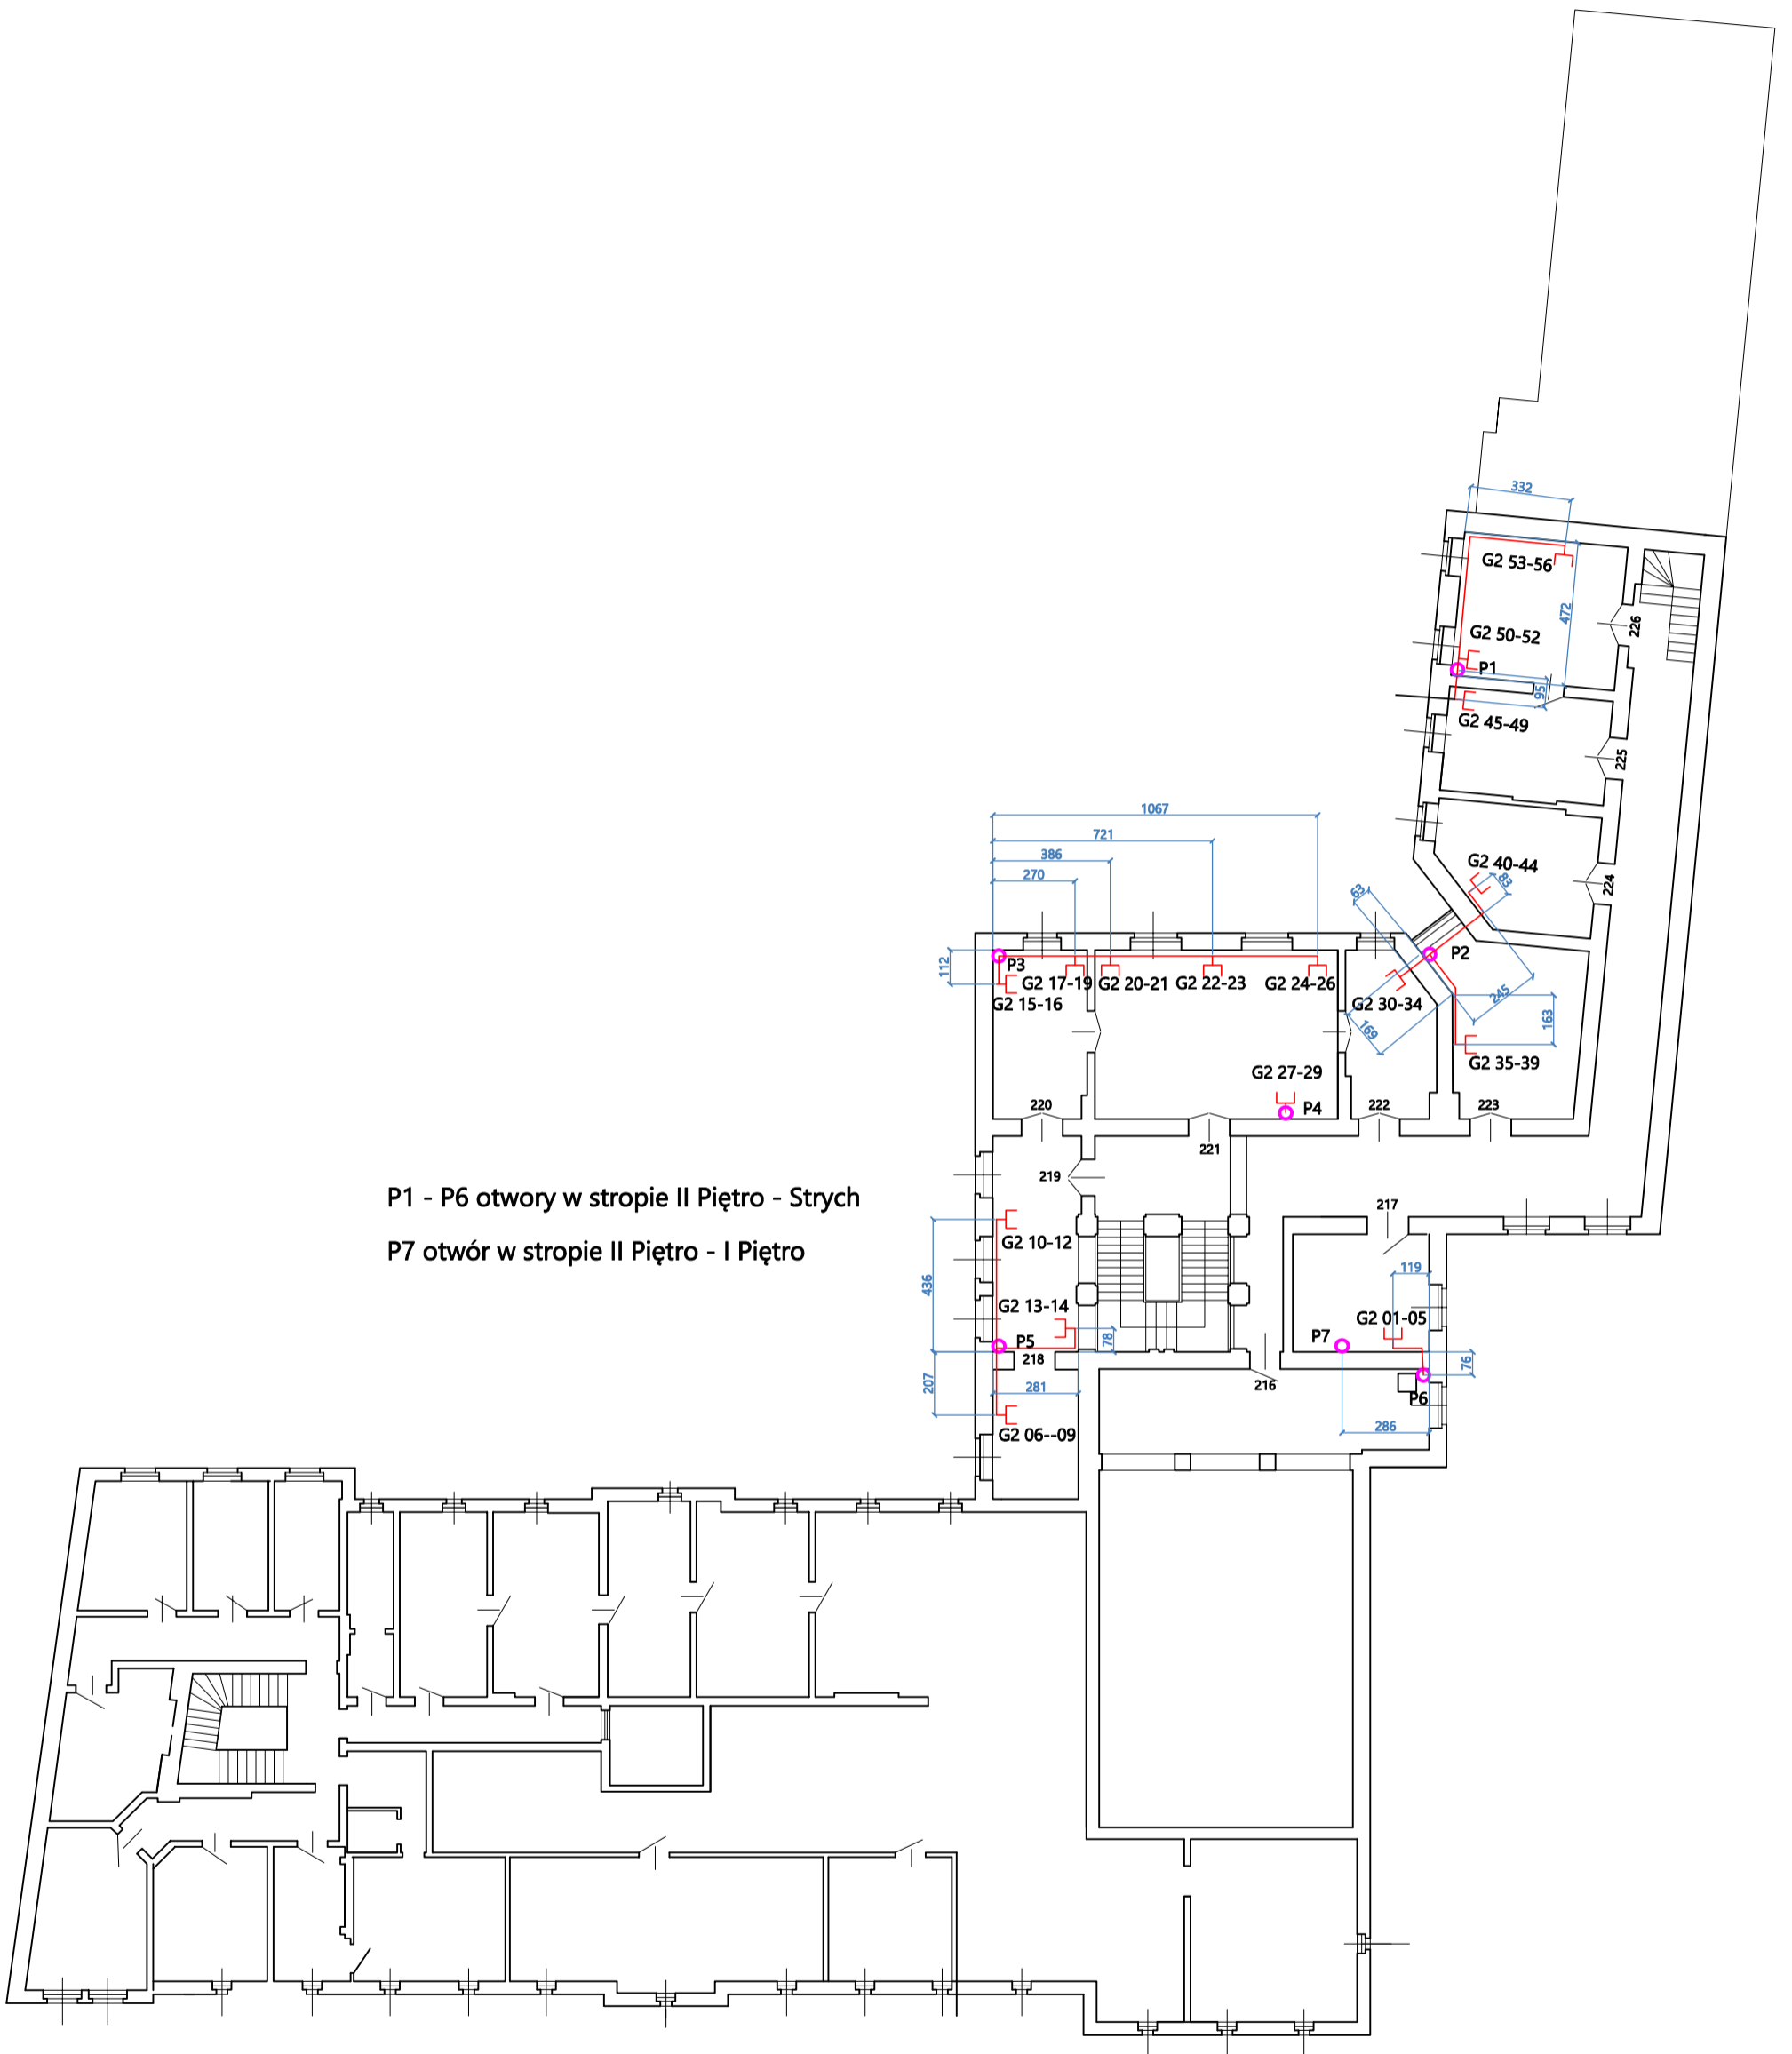 332
G2 53-56
472
G2 50-52
226
P1
95
G2 45-49
225
1067
721
386
270
G2 40-44
83
224
63
112
P3
P2
G2 17-19
G2 20-21
G2 22-23
G2 24-26
G2 15-16
G2 30-34
245
163
169
G2 35-39
G2 27-29
P4
220
222
223
221
219
P1 - P6 otwory w stropie II Piętro - Strych
217
G2 10-12
P7 otwór w stropie II Piętro - I Piętro
436
119
G2 13-14
G2 01-05
P5
78
P7
218
76
207
281
216
P6
286
G2 06--09